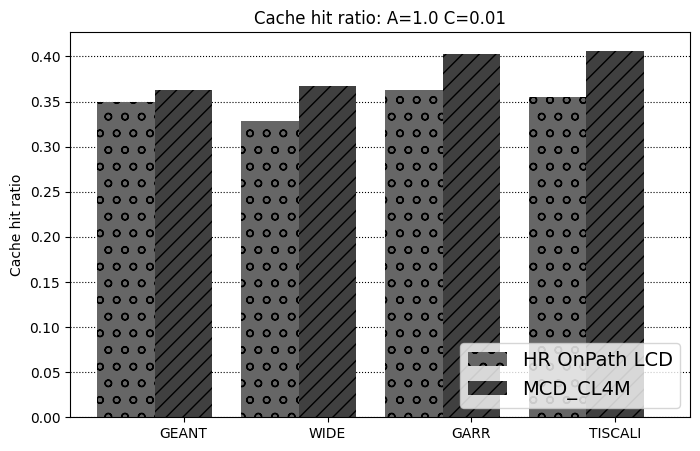 Cache hit ratio: A=1.0 C=0.01
Cache hit ratio
0.40
0.35
0.30
0.25
0.20
0.15
0.10
0.05
0.00
HR OnPath LCD
MCD_CL4M
GEANT
WIDE
GARR
TISCALI